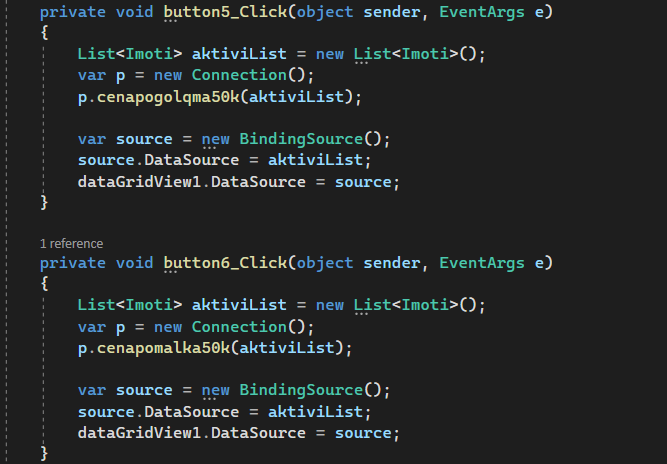 private void button5_Click(object sender, EventArgs e)
{
List<Imoti> aktiviList = new List<Imoti>();
var p = new Connection();
p.cenapogolqma50k(aktiviList);
var source = new BindingSource();
source.DataSource = aktiviList;
dataGridView1.DataSource = source;
}
1 reference
private void button6_Click(object sender, EventArgs e)
{
List<Imoti> aktiviList = new List<Imoti>();
var p = new Connection();
p.cenapomalka50k(aktiviList);
var source = new BindingSource();
source.DataSource = aktiviList;
dataGridView1.DataSource = source;
}